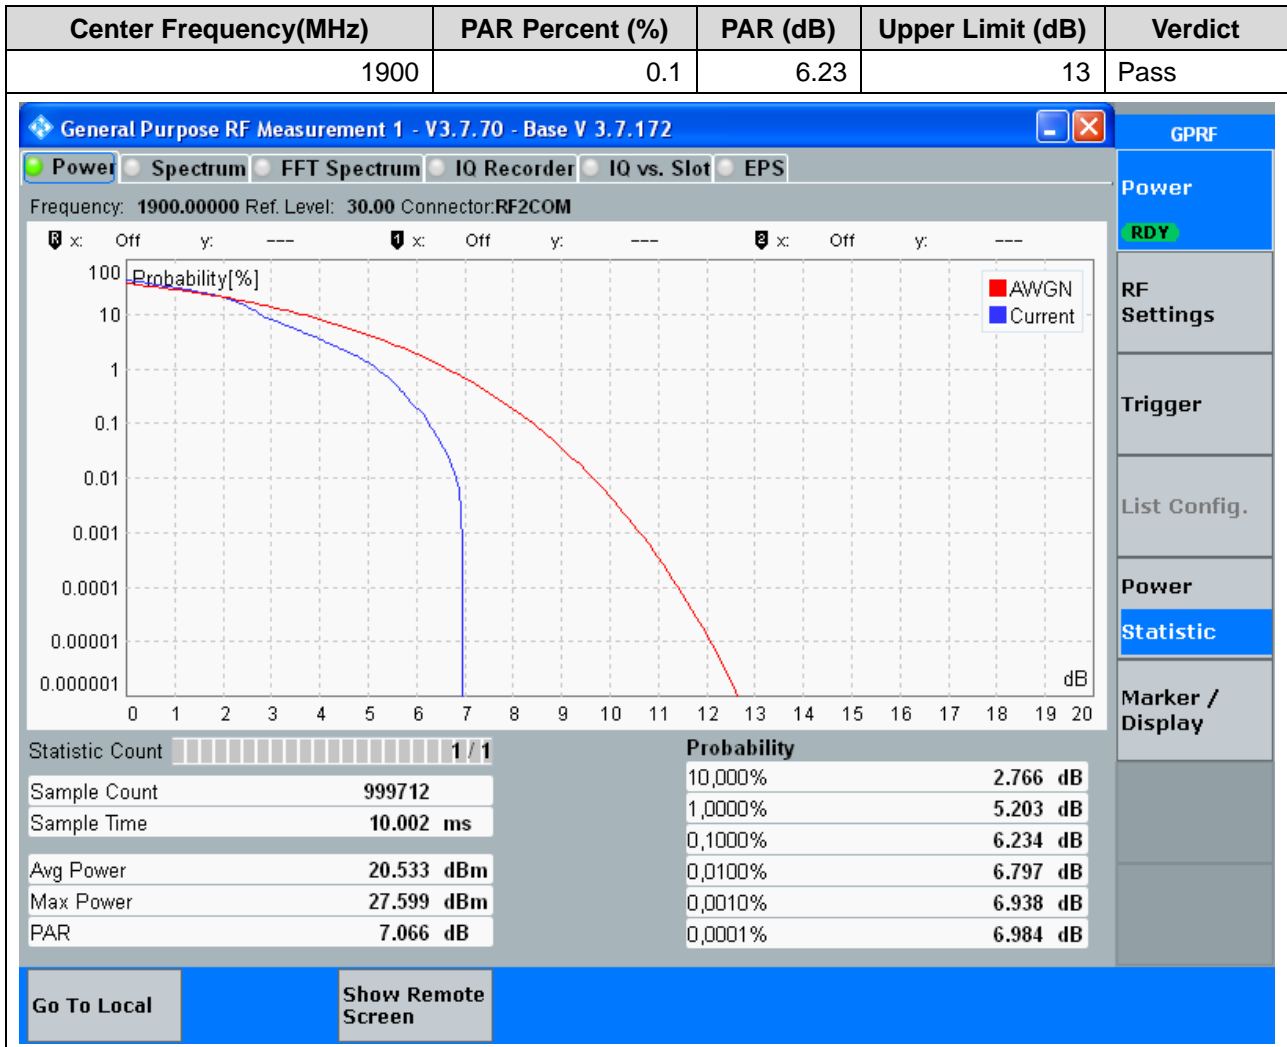 Center Frequency(MHz) PAR Percent (%) PAR (dB) Upper Limit (dB) Verdict
1900 0.1 6.23 13 Pass
General Purpose RF Measurement 1 - V3.7.70 - Base V 3.7.172
GPRF
Power Spectrum FFT Spectrum IQ Recorder IQ vs. Slot EPS
Power
RDY
Frequency: 1900.00000 Ref. Level: 30.00 Connector:RF2COM
R x: Off y: --- 1 x: Off y: --- 2 x: Off y: ---
RF
Settings
Trigger
List Config.
Power
Statistic
Marker /
Display
Probability[%]
AWGN
Current
100
10
1
0.1
0.01
0.001
0.0001
0.00001
0.000001
dB
0 1 2 3 4 5 6 7 8 9 10 11 12 13 14 15 16 17 18 19 20
Statistic Count 1 / 1
Sample Count 999712
Sample Time 10.002 ms
Avg Power 20.533 dBm
Max Power 27.599 dBm
PAR 7.066 dB
Probability
10,000% 2.766 dB
1,0000% 5.203 dB
0,1000% 6.234 dB
0,0100% 6.797 dB
0,0010% 6.938 dB
0,0001% 6.984 dB
Go To Local
Show Remote
Screen